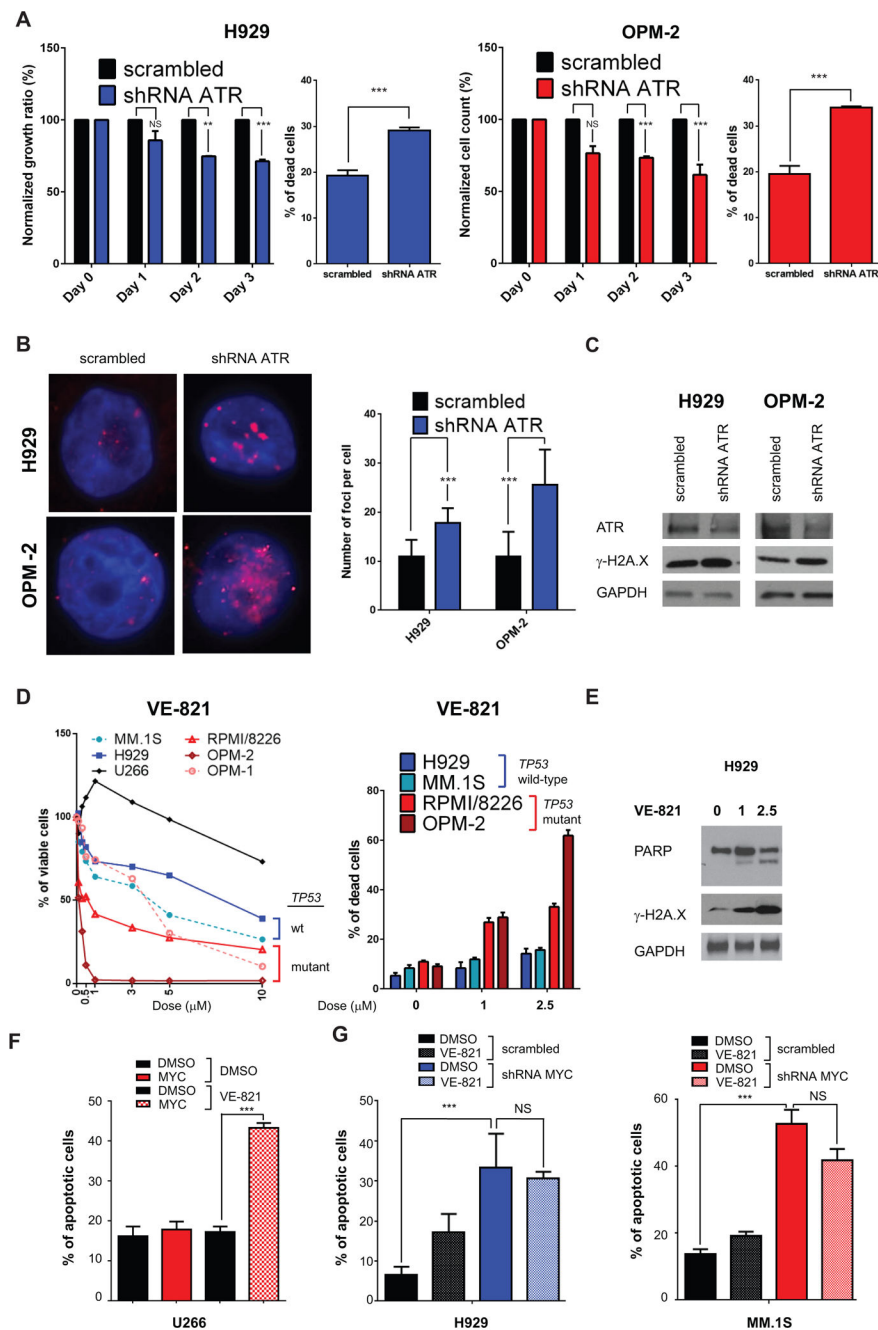 A
H929
OPM-2
Normalized growth ratio (%)
150
100
75
50
25
0
scrambled
shRNA ATR
NS
**
***
Day 0
Day 1
Day 2
Day 3
% of dead cells
40
30
20
10
0
***
scrambled
shRNA ATR
Normalized cell count (%)
150
100
75
50
25
0
scrambled
shRNA ATR
NS
***
***
Day 0
Day 1
Day 2
Day 3
% of dead cells
40
30
20
10
0
***
scrambled
shRNA ATR
B
scrambled
shRNA ATR
H929
OPM -2
Number of foci per cell
40
30
20
10
0
scrambled
shRNA ATR
***
***
H929
OPM-2
C
H929
OPM-2
scrambled
shRNA ATR
scrambled
shRNA ATR
ATR
γ-H2A.X
GAPDH
D
VE-821
% of viable cells
150
100
50
0
MM.1S
H929
U266
RPMI/8226
OPM-2
OPM-1
TP53
wt
mutant
0
0.5
1
3
5
10
Dose (μM)
VE-821
% of dead cells
80
60
40
20
0
H929
MM.1S
RPMI/8226
OPM-2
TP53
wild-type
TP53
mutant
Dose (μM)
0
1
2.5
E
H929
VE-821
0
1
2.5
PARP
γ-H2A.X
GAPDH
F
DMSO
MYC
DMSO
MYC
DMSO
VE-821
***
% of apoptotic cells
50
40
30
20
10
0
U266
G
DMSO
VE-821
DMSO
VE-821
scrambled
shRNA MYC
***
NS
% of apoptotic cells
50
40
30
20
10
0
H929
DMSO
VE-821
DMSO
VE-821
scrambled
shRNA MYC
***
NS
% of apoptotic cells
60
40
20
0
MM.1S